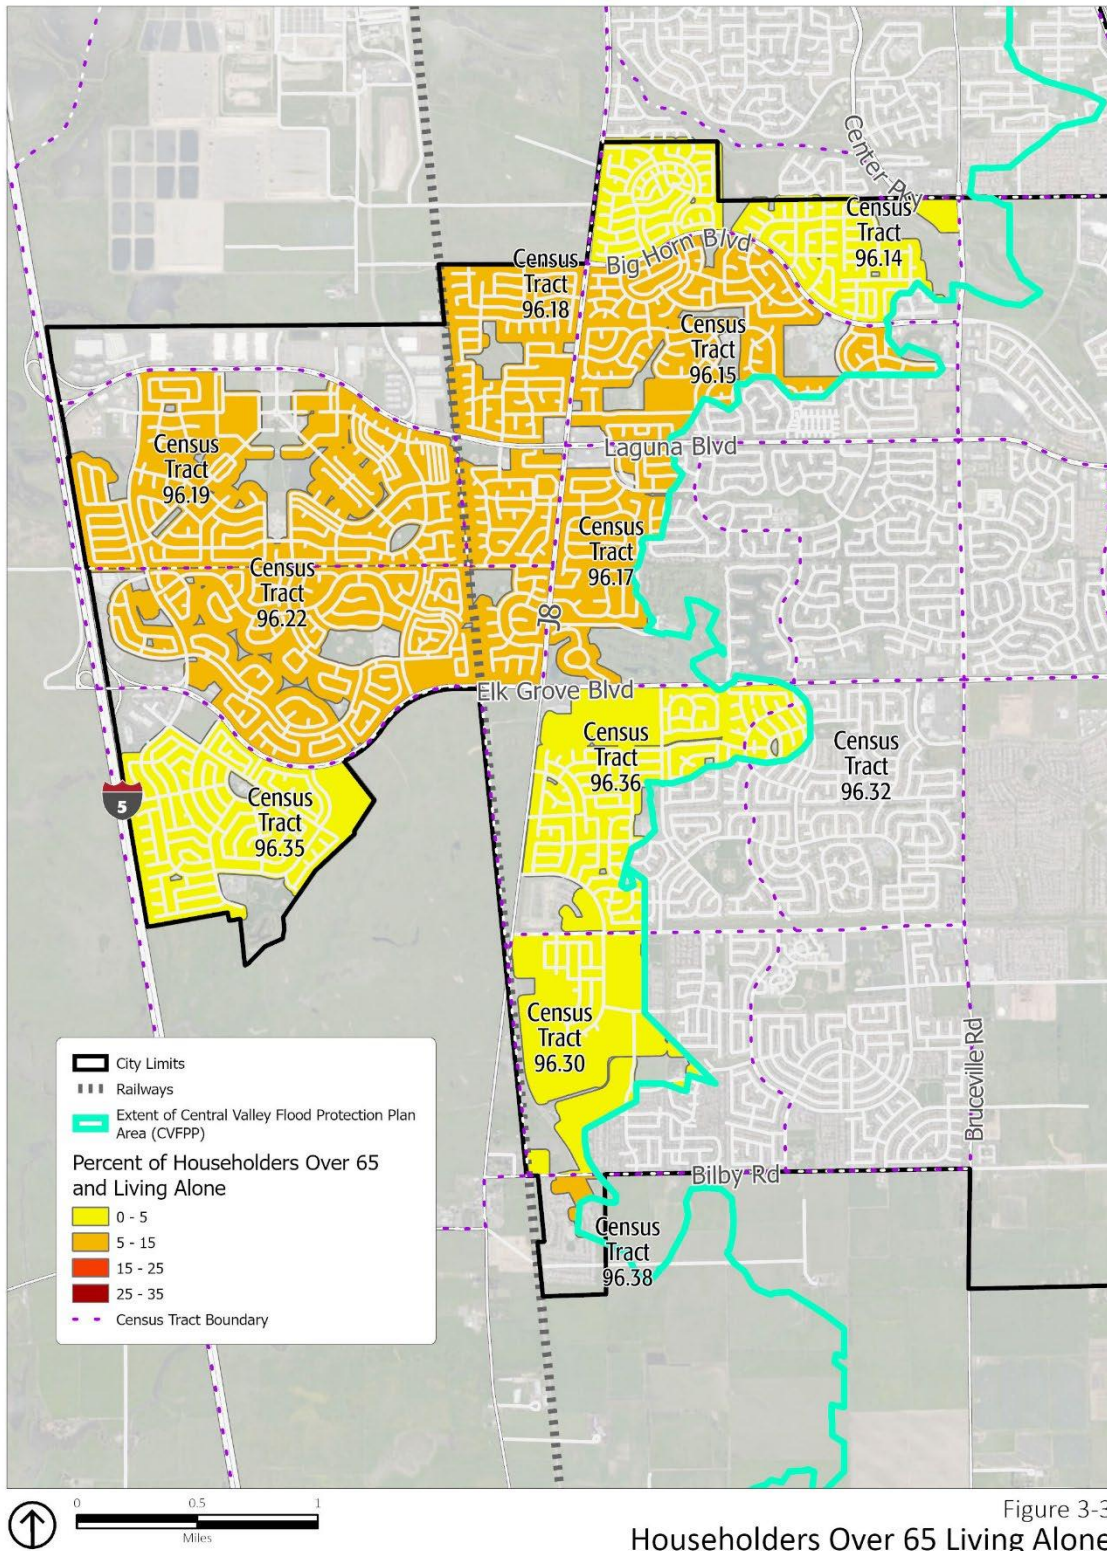 Center Pkwy
Census
Tract
96.14
Big Horn Blvd
Census
Tract
96.18
Census
Tract
96.15
Laguna Blvd
Census
Tract
96.19
Census
Tract
96.17
Census
Tract
96.22
J8
Elk Grove Blvd
Census
Tract
96.36
Census
Tract
96.32
Census
Tract
96.35
5
Census
Tract
96.30
Bruceville Rd
Bilby Rd
Census
Tract
96.38
City Limits
Railways
Extent of Central Valley Flood Protection Plan
Area (CVFPP)
Percent of Householders Over 65
and Living Alone
0 - 5
5 - 15
15 - 25
25 - 35
Census Tract Boundary
0 0.5 1
Miles
Figure 3-3
Householders Over 65 Living Alone